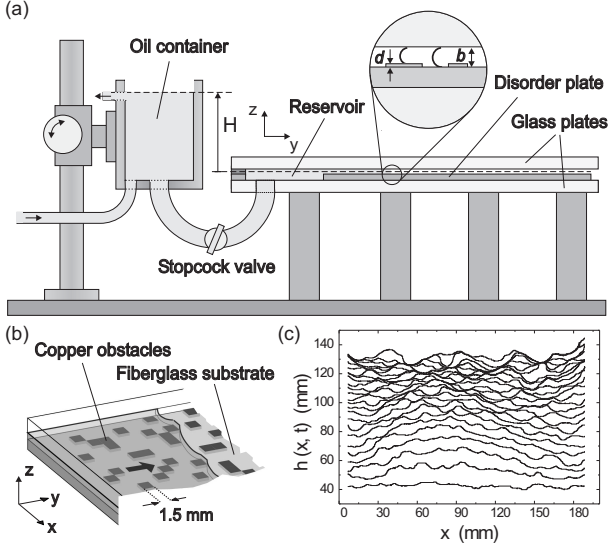 (a)
Oil container
H
z
y
Reservoir
d
b
Disorder plate
Glass plates
Stopcock valve
(b)
Copper obstacles
Fiberglass substrate
z
y
x
1.5 mm
(c)
h (x, t) (mm)
140
120
100
80
60
40
0 30 60 90 120 150 180
x (mm)